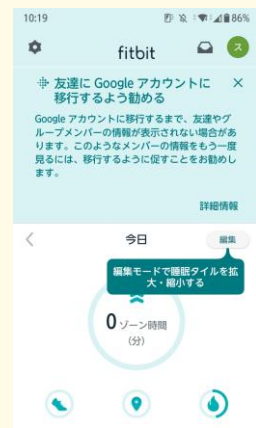 10:19
86%
fitbit
ス
友達に Google アカウントに
移行するよう勧める
Google アカウントに移行するまで、友達やグ
ループメンバーの情報が表示されない場合があ
ります。このようなメンバーの情報をもう一度
見るには、移行するように促すことをお勧めし
ます。
詳細情報
今日
編集
編集モードで睡眠タイルを拡
大・縮小する
0 ゾーン時間
(分)